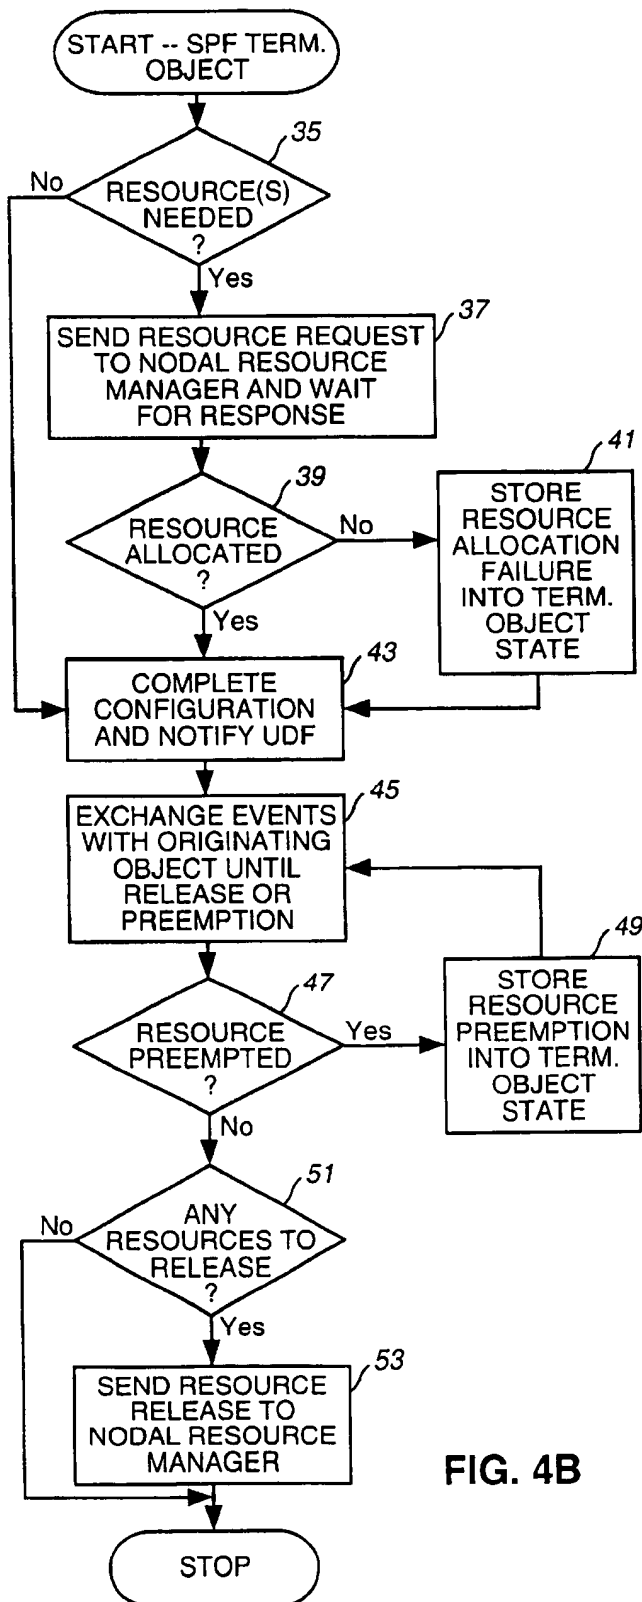 START -- SPF TERM.
OBJECT
35
No
RESOURCE(S)
NEEDED
?
Yes
37
SEND RESOURCE REQUEST
TO NODAL RESOURCE
MANAGER AND WAIT
FOR RESPONSE
39
RESOURCE
ALLOCATED
?
No
41
STORE
RESOURCE
ALLOCATION
FAILURE
INTO TERM.
OBJECT
STATE
Yes
43
COMPLETE
CONFIGURATION
AND NOTIFY UDF
45
EXCHANGE EVENTS
WITH ORIGINATING
OBJECT UNTIL
RELEASE OR
PREEMPTION
47
RESOURCE
PREEMPTED
?
Yes
49
STORE
RESOURCE
PREEMPTION
INTO TERM.
OBJECT
STATE
No
51
No
ANY
RESOURCES TO
RELEASE
?
Yes
53
SEND RESOURCE
RELEASE TO
NODAL RESOURCE
MANAGER
FIG. 4B
STOP